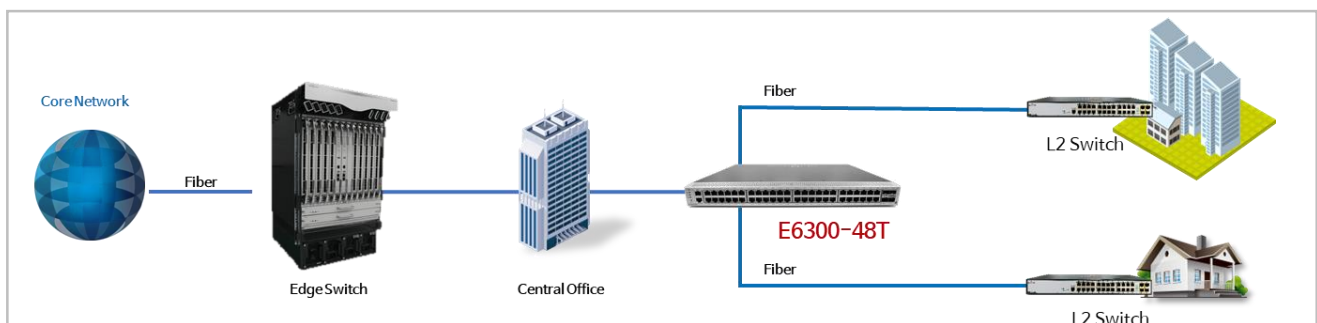 Core Network
Fiber
Edge Switch
Central Office
E6300-48T
Fiber
L2 Switch
Fiber
L2 Switch